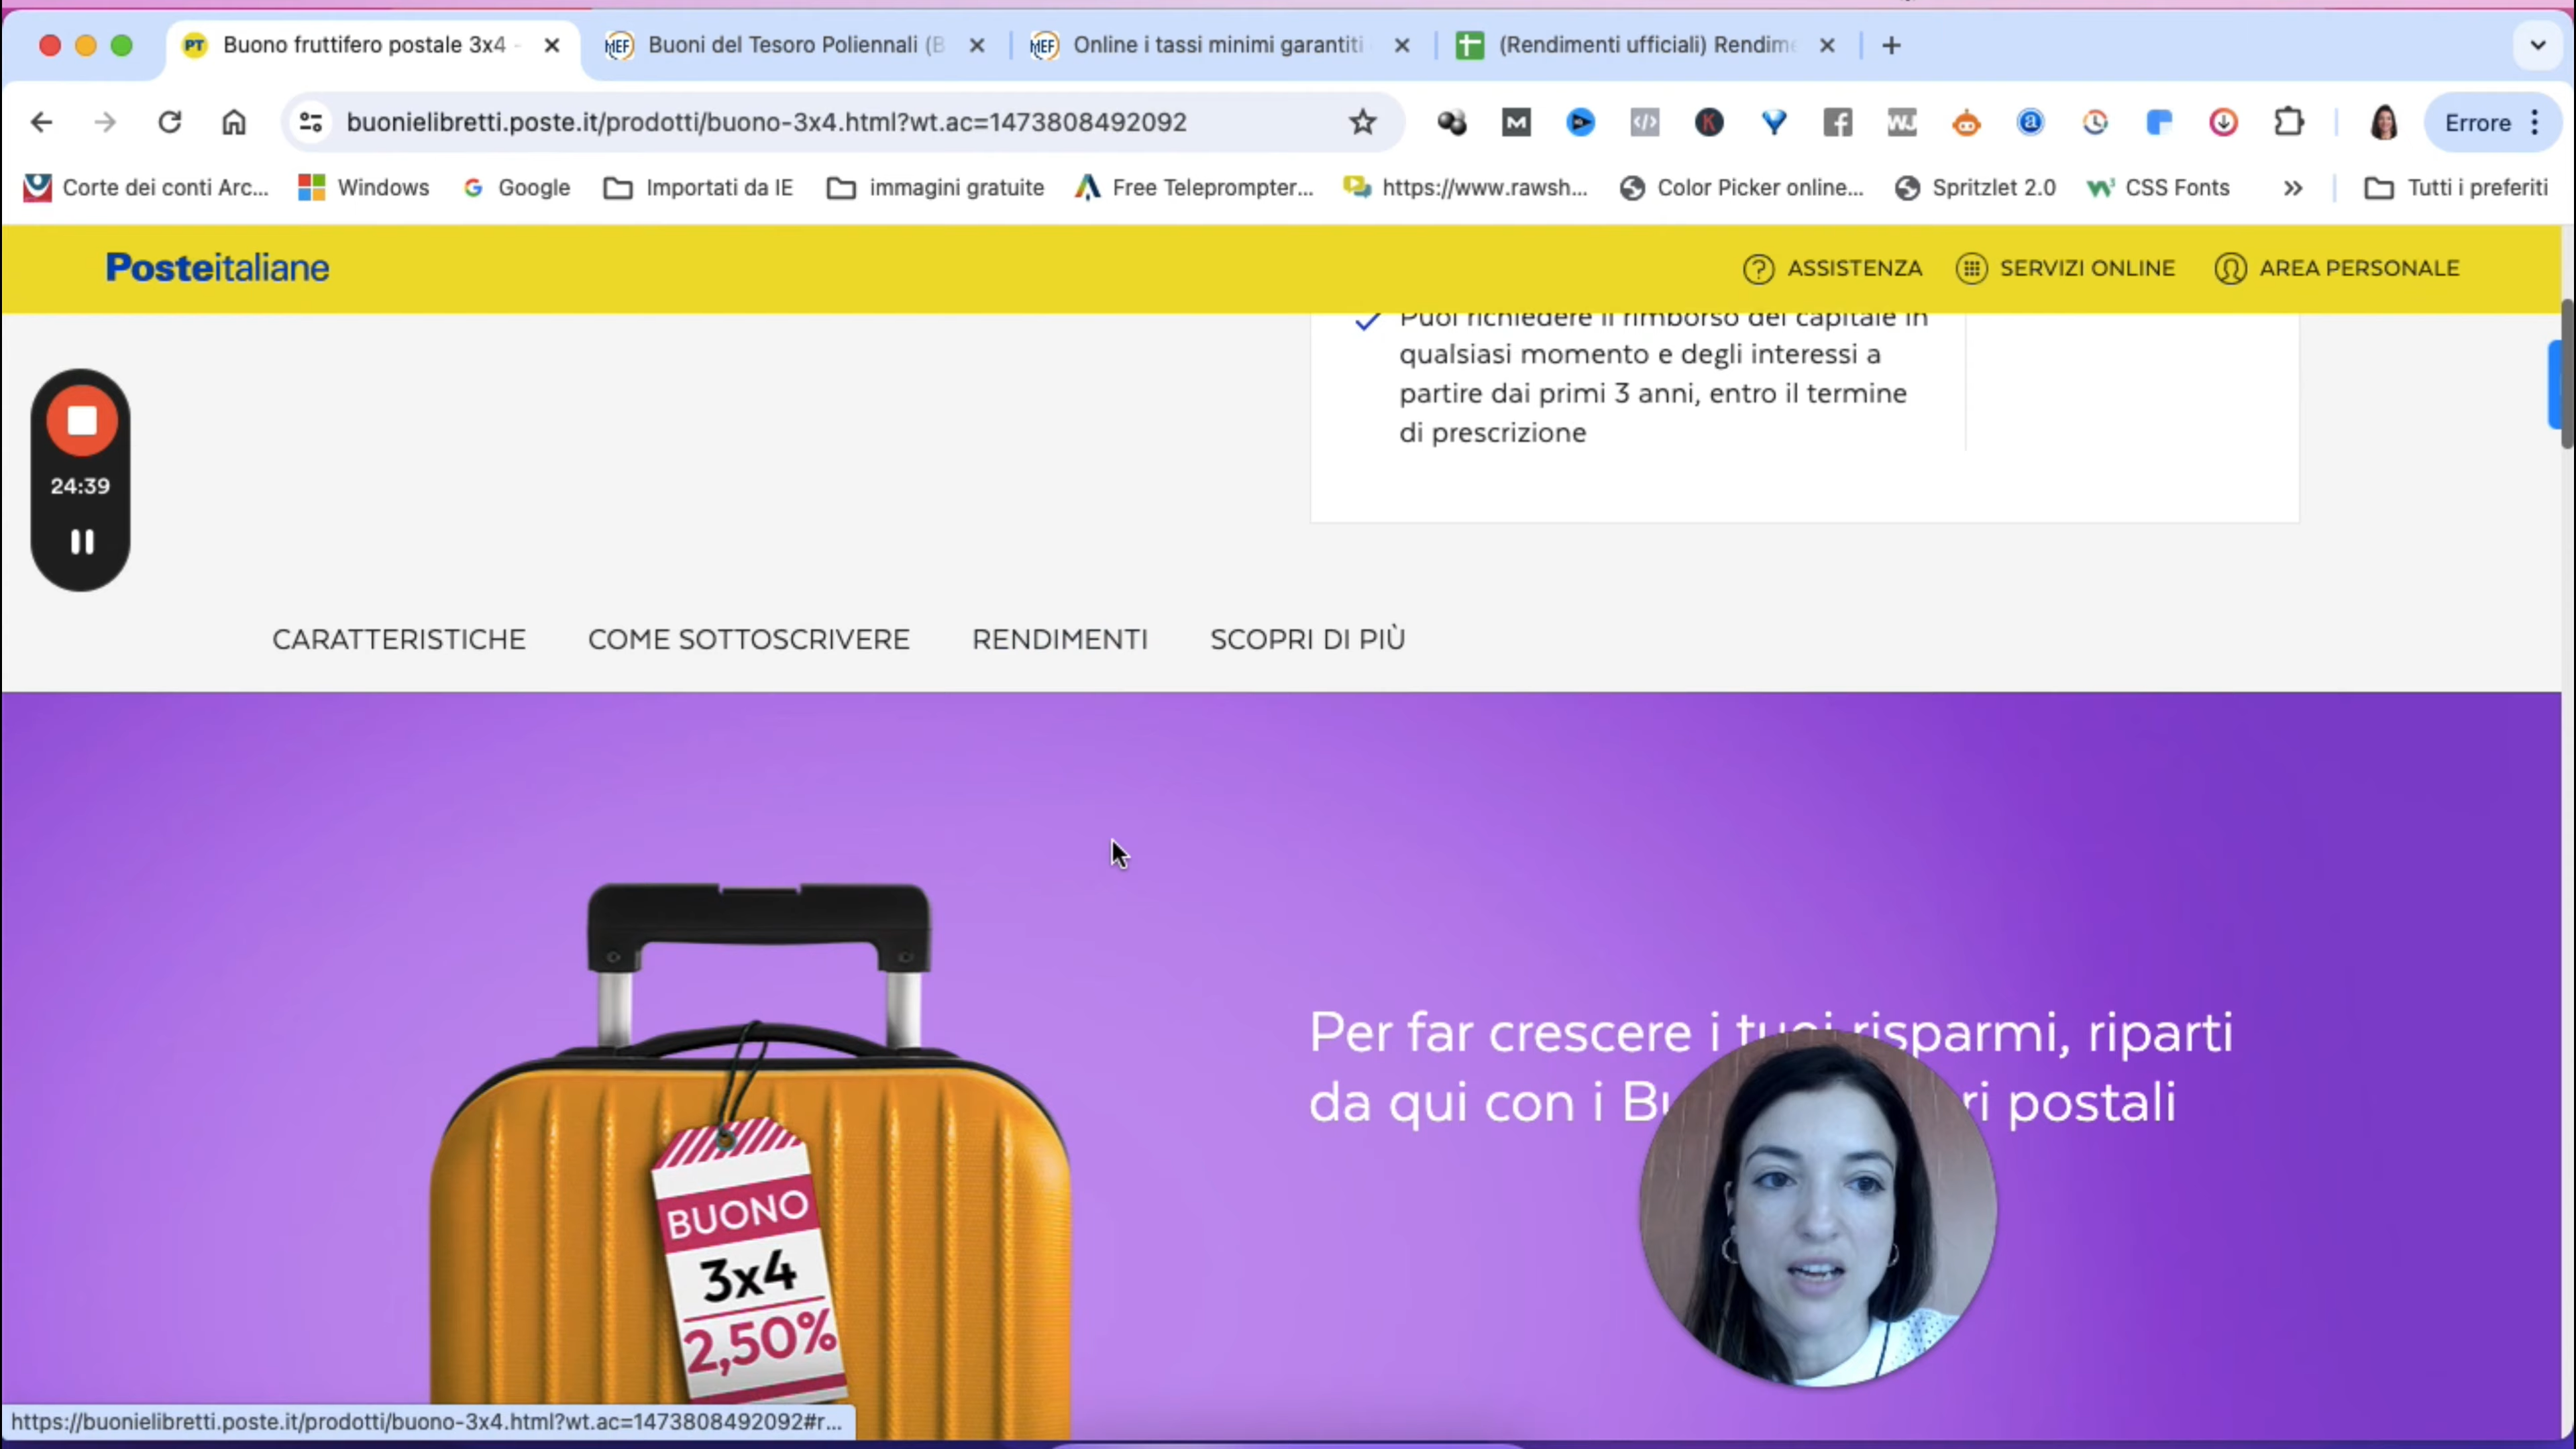 Buono fruttifero postale 3x4 -
Buoni del Tesoro Poliennali (B
Online i tassi minimi garantiti
(Rendimenti ufficiali) Rendime
buonielibretti.poste.it/prodotti/buono-3x4.html?wt.ac=1473808492092
Errore
Corte dei conti Arc...
Windows
Google
Importati da IE
immagini gratuite
Free Teleprompter...
https://www.rawsh...
Color Picker online...
Spritzlet 2.0
CSS Fonts
Tutti i preferiti
Posteitaliane
ASSISTENZA
SERVIZI ONLINE
AREA PERSONALE
Puoi richiedere il rimborso del capitale in
qualsiasi momento e degli interessi a
partire dai primi 3 anni, entro il termine
di prescrizione
24:39
CARATTERISTICHE
COME SOTTOSCRIVERE
RENDIMENTI
SCOPRI DI PIÙ
Per far crescere i tuoi risparmi, riparti
da qui con i Bu ri postali
BUONO
3x4
2,50%
https://buonielibretti.poste.it/prodotti/buono-3x4.html?wt.ac=1473808492092#r...